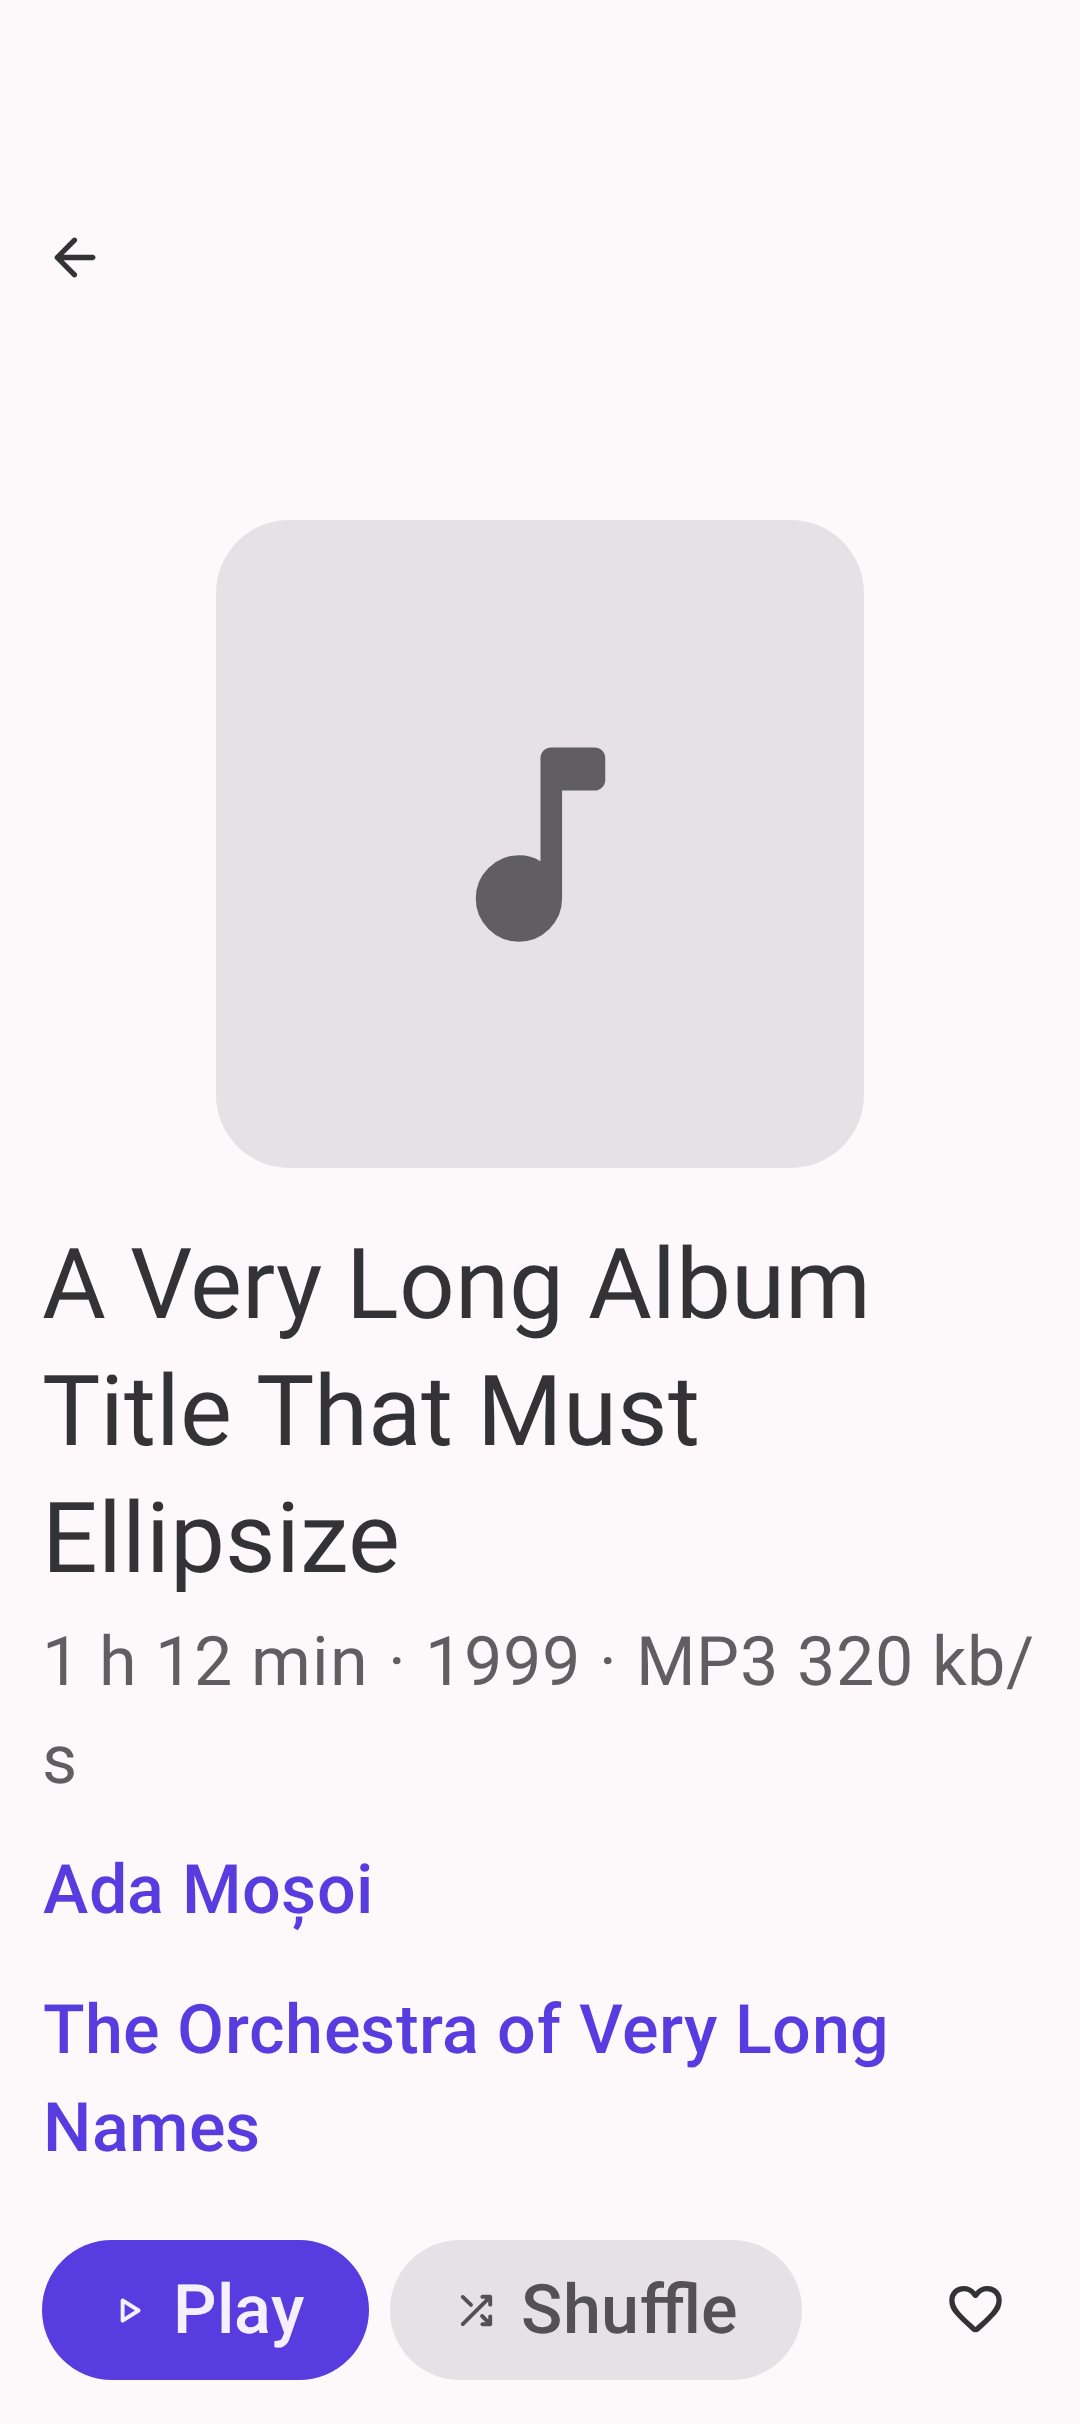 A Very Long Album
Title That Must
Ellipsize
1 h 12 min · 1999 · MP3 320 kb/
s
Ada Moșoi
The Orchestra of Very Long
Names
Play
Shuffle